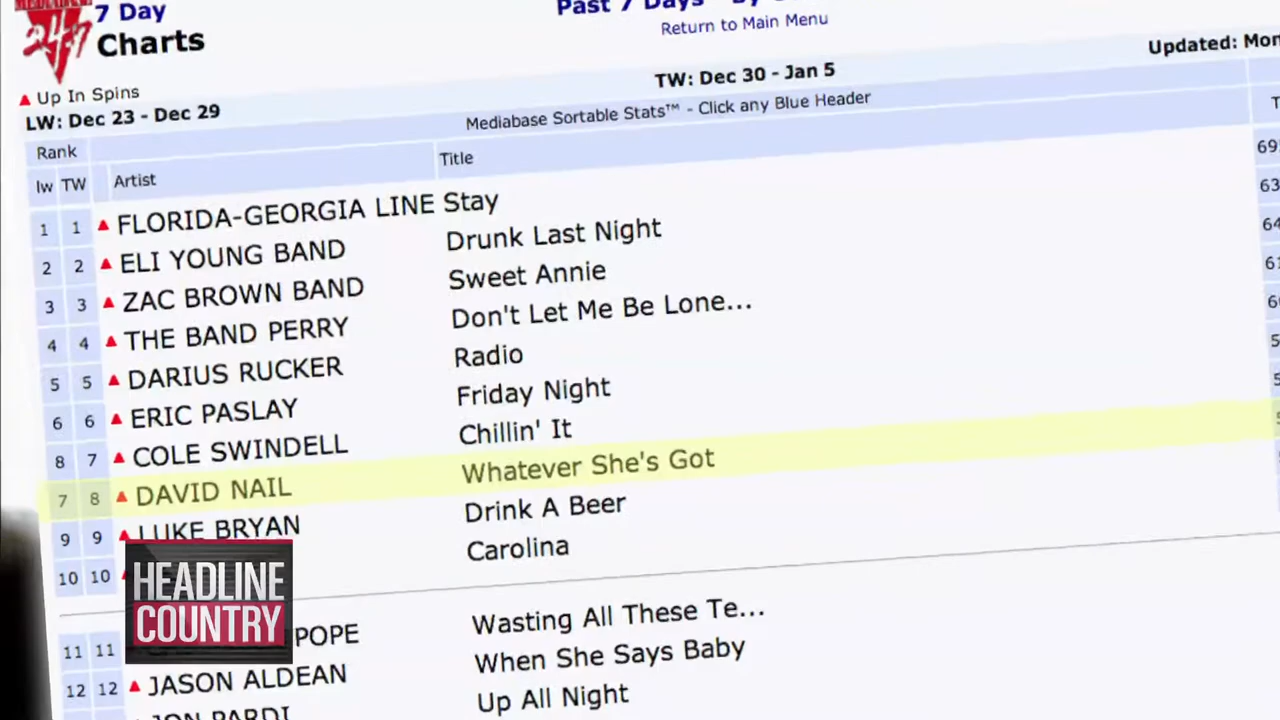 7 Day
Charts
Past 7 Days
Return to Main Menu
▲ Up In Spins
LW: Dec 23 - Dec 29
TW: Dec 30 - Jan 5
Updated: Mon
Mediabase Sortable Stats™ - Click any Blue Header
Rank
lw TW Artist Title
1 1 ▲ FLORIDA-GEORGIA LINE Stay
2 2 ▲ ELI YOUNG BAND Drunk Last Night
3 3 ▲ ZAC BROWN BAND Sweet Annie
4 4 ▲ THE BAND PERRY Don't Let Me Be Lone...
5 5 ▲ DARIUS RUCKER Radio
6 6 ▲ ERIC PASLAY Friday Night
8 7 ▲ COLE SWINDELL Chillin' It
7 8 ▲ DAVID NAIL Whatever She's Got
9 9 ▲ LUKE BRYAN Drink A Beer
10 10 Carolina
11 11 POPE Wasting All These Te...
12 12 ▲ JASON ALDEAN When She Says Baby
JON PARDI Up All Night
HEADLINE
COUNTRY